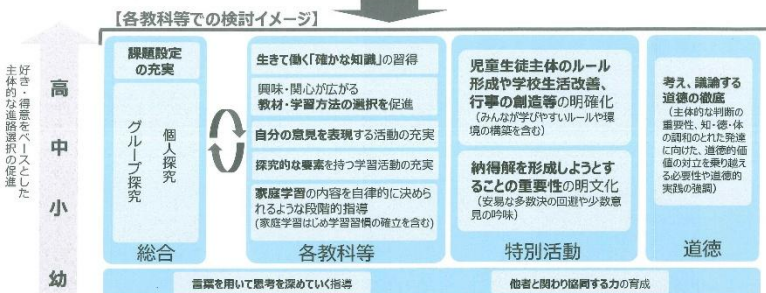 【各教科等での検討イメージ】
好き・得意をベースとした
主体的な進路選択の促進
高
中
小
幼
課題設定
の充実
グループ探究
個人探究
総合
生きて働く「確かな知識」の習得
興味・関心が広がる
教材・学習方法の選択を促進
自分の意見を表現する活動の充実
探究的な要素を持つ学習活動の充実
家庭学習の内容を自律的に決めら
れるような段階的指導
(家庭学習はじめ学習習慣の確立を含む)
各教科等
児童生徒主体のルール
形成や学校生活改善、
行事の創造等の明確化
(みんなが学びやすいルールや環
境の構築を含む)
納得解を形成しようとす
ることの重要性の明文化
(安易な多数決の回避や少数意
見の吟味)
特別活動
考え、議論する
道徳の徹底
(主体的な判断の
重要性、知・徳・体
の調和のとれた発達
に向けた、道徳的価
値の対立を乗り越え
る必要性や道徳的
実践の強調)
道徳
言葉を用いて思考を深めていく指導
他者と関わり協同する力の育成